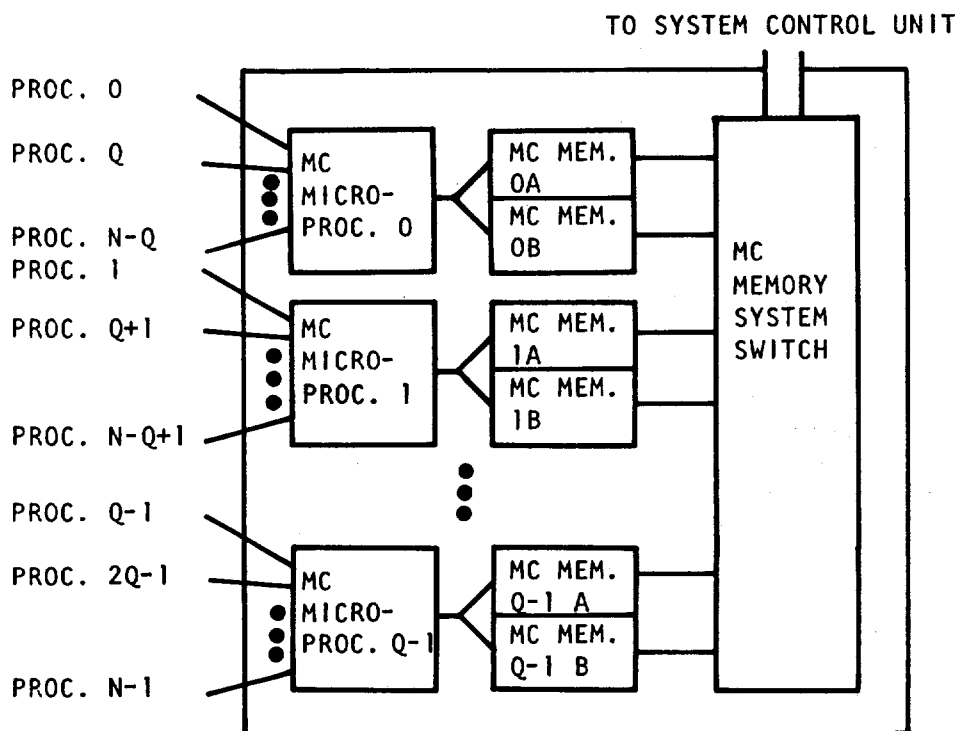 TO SYSTEM CONTROL UNIT
PROC. 0
PROC. Q
PROC. N-Q
MC
MICRO-
PROC. 0
MC MEM.
0A
MC MEM.
0B
PROC. 1
PROC. Q+1
PROC. N-Q+1
MC
MICRO-
PROC. 1
MC MEM.
1A
MC MEM.
1B
PROC. Q-1
PROC. 2Q-1
PROC. N-1
MC
MICRO-
PROC. Q-1
MC MEM.
Q-1 A
MC MEM.
Q-1 B
MC
MEMORY
SYSTEM
SWITCH